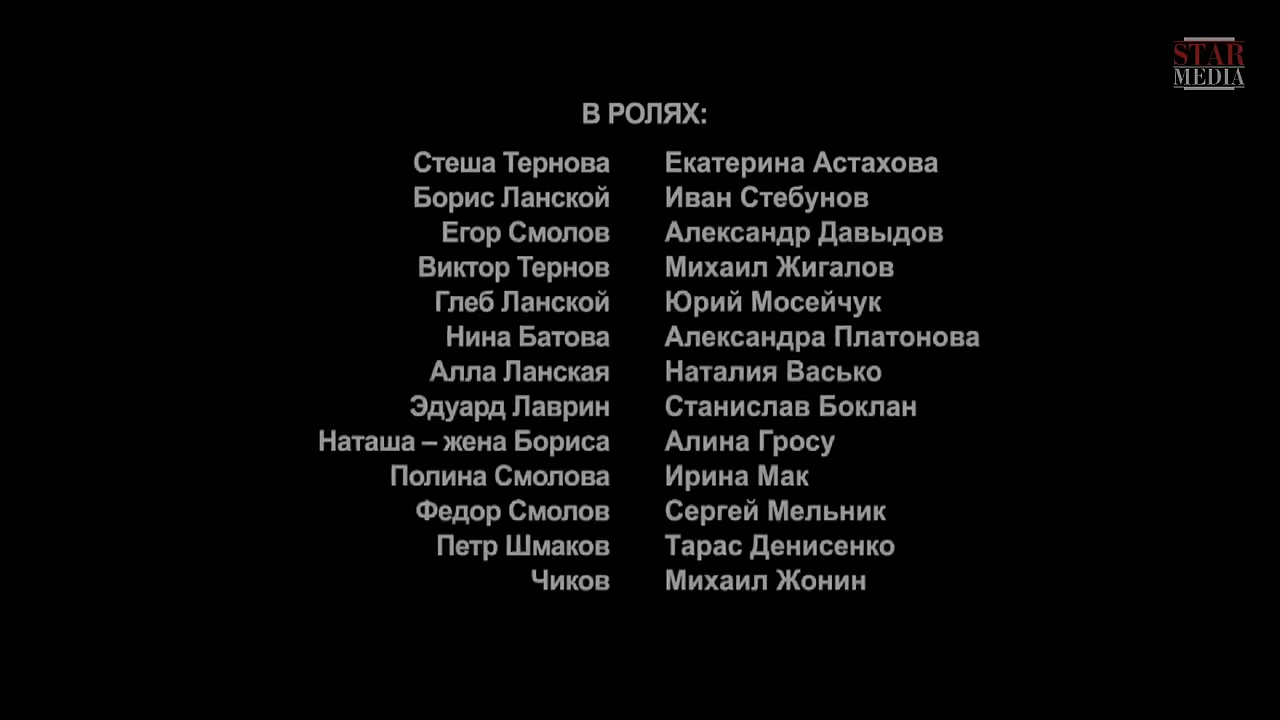 STAR
MEDIA
В РОЛЯХ:
Стеша Тернова Екатерина Астахова
Борис Ланской Иван Стебунов
Егор Смолов Александр Давыдов
Виктор Тернов Михаил Жигалов
Глеб Ланской Юрий Мосейчук
Нина Батова Александра Платонова
Алла Ланская Наталия Васько
Эдуард Лаврин Станислав Боклан
Наташа – жена Бориса Алина Гросу
Полина Смолова Ирина Мак
Федор Смолов Сергей Мельник
Петр Шмаков Тарас Денисенко
Чиков Михаил Жонин